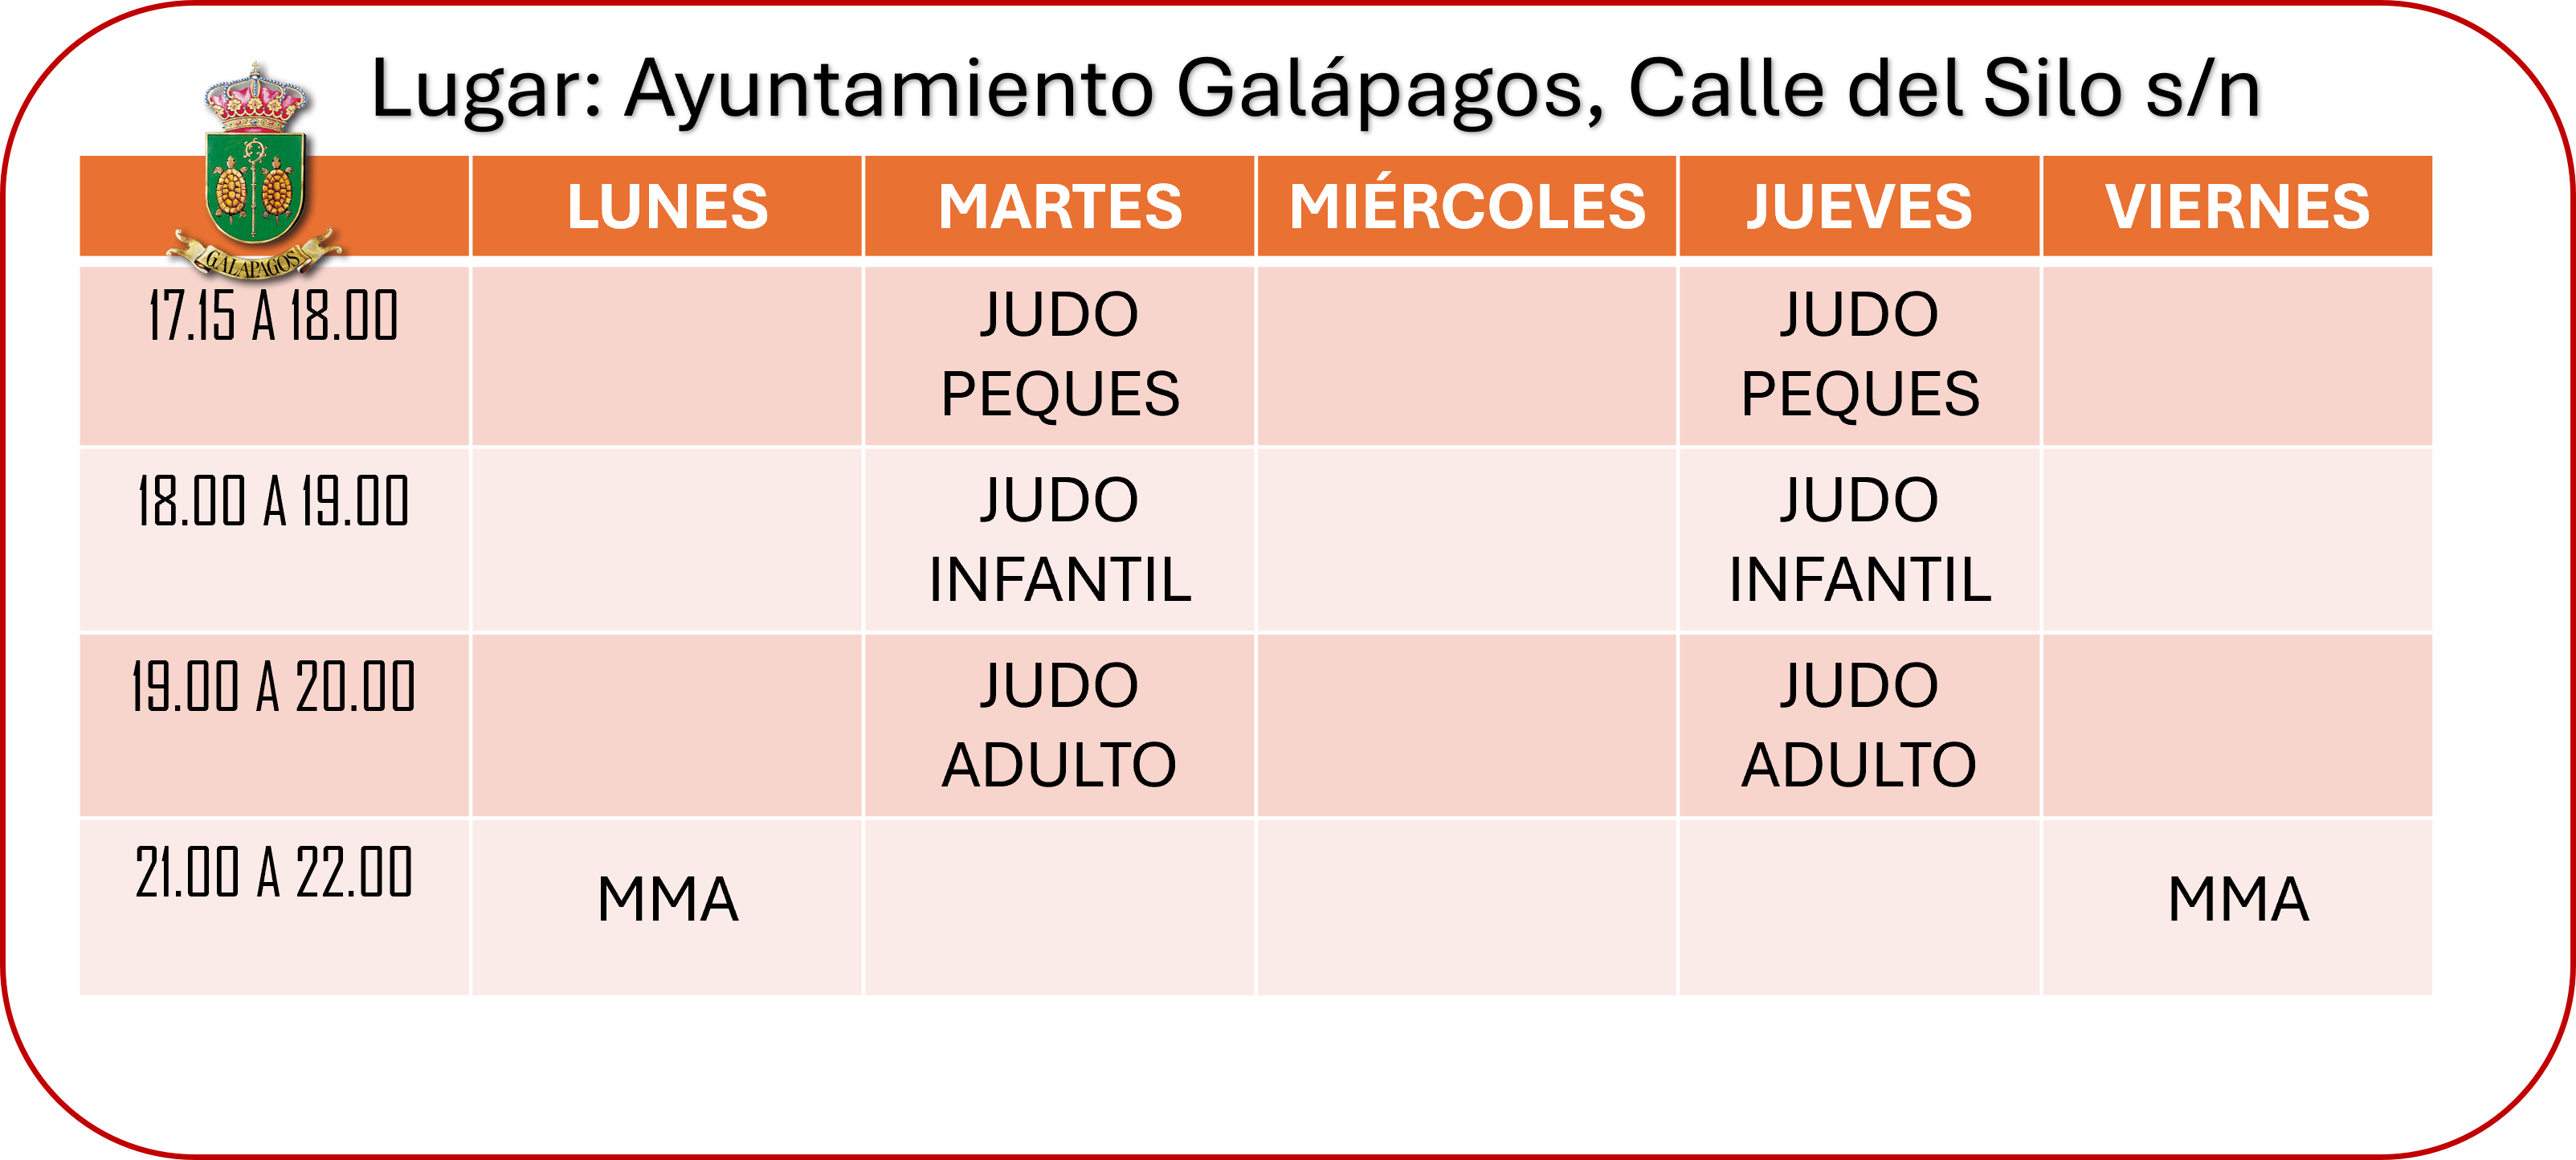 Lugar: Ayuntamiento Galápagos, Calle del Silo s/n
GALAPAGOS
LUNES MARTES MIÉRCOLES JUEVES VIERNES
17.15 A 18.00 JUDO JUDO
PEQUES PEQUES
18.00 A 19.00 JUDO JUDO
INFANTIL INFANTIL
19.00 A 20.00 JUDO JUDO
ADULTO ADULTO
21.00 A 22.00
MMA MMA